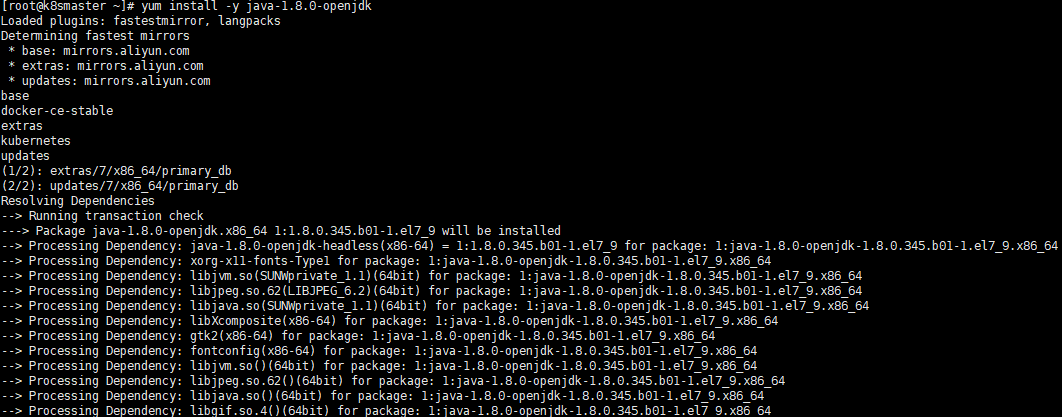 [root@k8smaster ~]# yum install -y java-1.8.0-openjdk
Loaded plugins: fastestmirror, langpacks
Determining fastest mirrors
 * base: mirrors.aliyun.com
 * extras: mirrors.aliyun.com
 * updates: mirrors.aliyun.com
base
docker-ce-stable
extras
kubernetes
updates
(1/2): extras/7/x86_64/primary_db
(2/2): updates/7/x86_64/primary_db
Resolving Dependencies
--> Running transaction check
---> Package java-1.8.0-openjdk.x86_64 1:1.8.0.345.b01-1.el7_9 will be installed
--> Processing Dependency: java-1.8.0-openjdk-headless(x86-64) = 1:1.8.0.345.b01-1.el7_9 for package: 1:java-1.8.0-openjdk-1.8.0.345.b01-1.el7_9.x86_64
--> Processing Dependency: xorg-x11-fonts-Type1 for package: 1:java-1.8.0-openjdk-1.8.0.345.b01-1.el7_9.x86_64
--> Processing Dependency: libjvm.so(SUNWprivate_1.1)(64bit) for package: 1:java-1.8.0-openjdk-1.8.0.345.b01-1.el7_9.x86_64
--> Processing Dependency: libjpeg.so.62(LIBJPEG_6.2)(64bit) for package: 1:java-1.8.0-openjdk-1.8.0.345.b01-1.el7_9.x86_64
--> Processing Dependency: libjava.so(SUNWprivate_1.1)(64bit) for package: 1:java-1.8.0-openjdk-1.8.0.345.b01-1.el7_9.x86_64
--> Processing Dependency: libXcomposite(x86-64) for package: 1:java-1.8.0-openjdk-1.8.0.345.b01-1.el7_9.x86_64
--> Processing Dependency: gtk2(x86-64) for package: 1:java-1.8.0-openjdk-1.8.0.345.b01-1.el7_9.x86_64
--> Processing Dependency: fontconfig(x86-64) for package: 1:java-1.8.0-openjdk-1.8.0.345.b01-1.el7_9.x86_64
--> Processing Dependency: libjvm.so()(64bit) for package: 1:java-1.8.0-openjdk-1.8.0.345.b01-1.el7_9.x86_64
--> Processing Dependency: libjpeg.so.62()(64bit) for package: 1:java-1.8.0-openjdk-1.8.0.345.b01-1.el7_9.x86_64
--> Processing Dependency: libjava.so()(64bit) for package: 1:java-1.8.0-openjdk-1.8.0.345.b01-1.el7_9.x86_64
--> Processing Dependency: libgif.so.4()(64bit) for package: 1:java-1.8.0-openjdk-1.8.0.345.b01-1.el7_9.x86_64